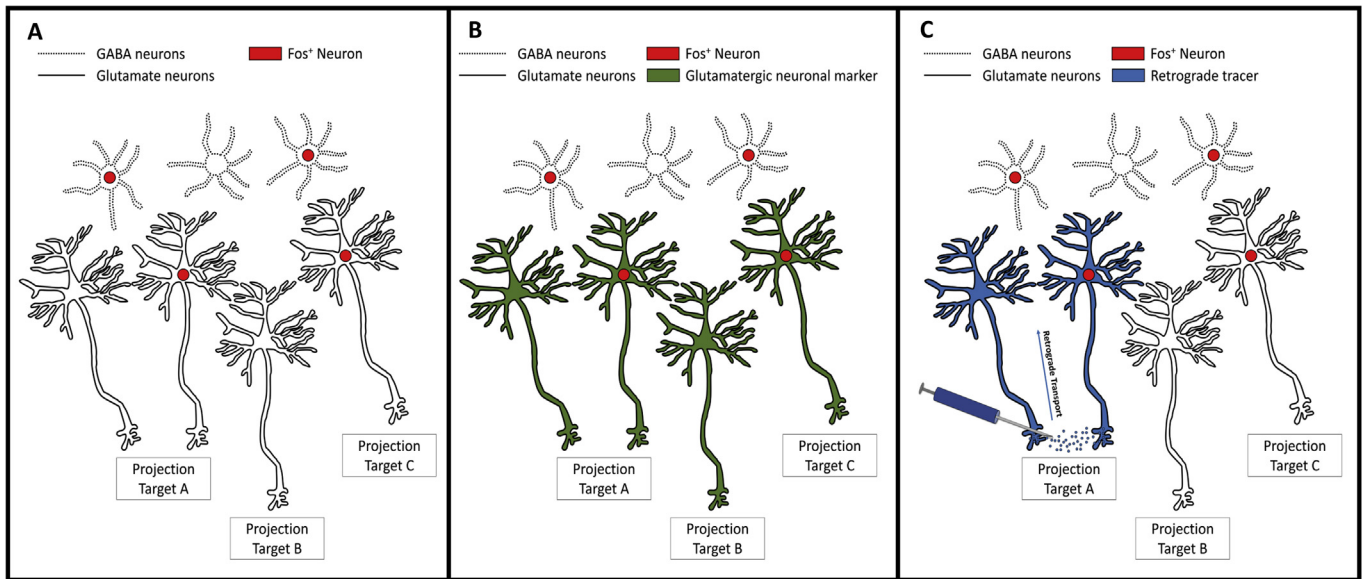 A
GABA neurons
Fos⁺ Neuron
Glutamate neurons
Projection
Target A
Projection
Target B
Projection
Target C
B
GABA neurons
Fos⁺ Neuron
Glutamate neurons
Glutamatergic neuronal marker
Projection
Target A
Projection
Target B
Projection
Target C
C
GABA neurons
Fos⁺ Neuron
Glutamate neurons
Retrograde tracer
Retrograde Transport
Projection
Target A
Projection
Target B
Projection
Target C